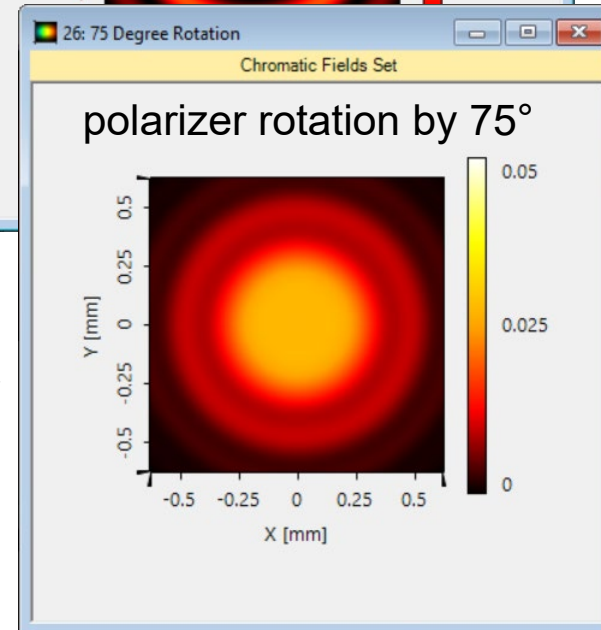 26: 75 Degree Rotation
Chromatic Fields Set
polarizer rotation by 75°
0.05
0.025
0
Y [mm]
0.5
0.25
0
-0.25
-0.5
-0.5 -0.25 0 0.25 0.5
X [mm]